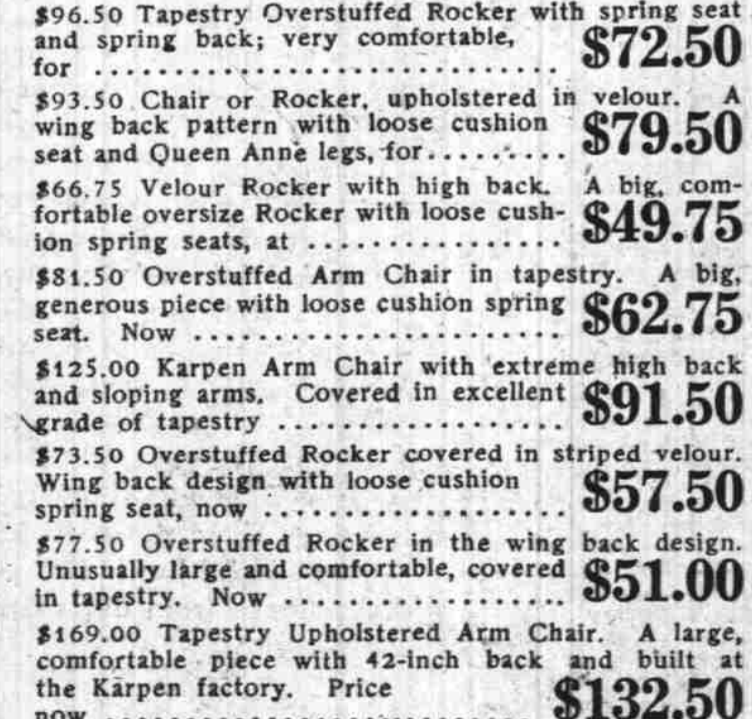 $96.50 Tapestry Overstuffed Rocker with spring seat
and spring back; very comfortable,
for .............................. $72.50
$93.50 Chair or Rocker, upholstered in velour. A
wing back pattern with loose cushion
seat and Queen Anne legs, for.......... $79.50
$66.75 Velour Rocker with high back. A big, com-
fortable oversize Rocker with loose cush-
ion spring seats, at ................. $49.75
$81.50 Overstuffed Arm Chair in tapestry. A big,
generous piece with loose cushion spring
seat. Now ........................ $62.75
$125.00 Karpen Arm Chair with extreme high back
and sloping arms. Covered in excellent
grade of tapestry .................. $91.50
$73.50 Overstuffed Rocker covered in striped velour.
Wing back design with loose cushion
spring seat, now ................... $57.50
$77.50 Overstuffed Rocker in the wing back design.
Unusually large and comfortable, covered
in tapestry. Now .................. $51.00
$169.00 Tapestry Upholstered Arm Chair. A large,
comfortable piece with 42-inch back and built at
the Karpen factory. Price
now ............................ $132.50